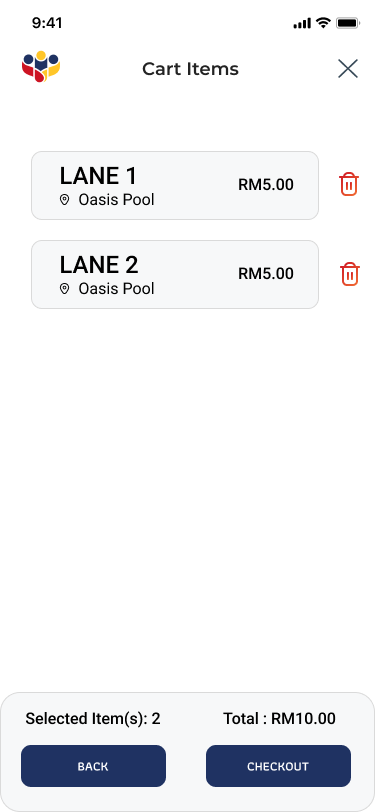 9:41
Cart Items
LANE 1
Oasis Pool
RM5.00
LANE 2
Oasis Pool
RM5.00
Selected Item(s): 2
Total : RM10.00
BACK
CHECKOUT